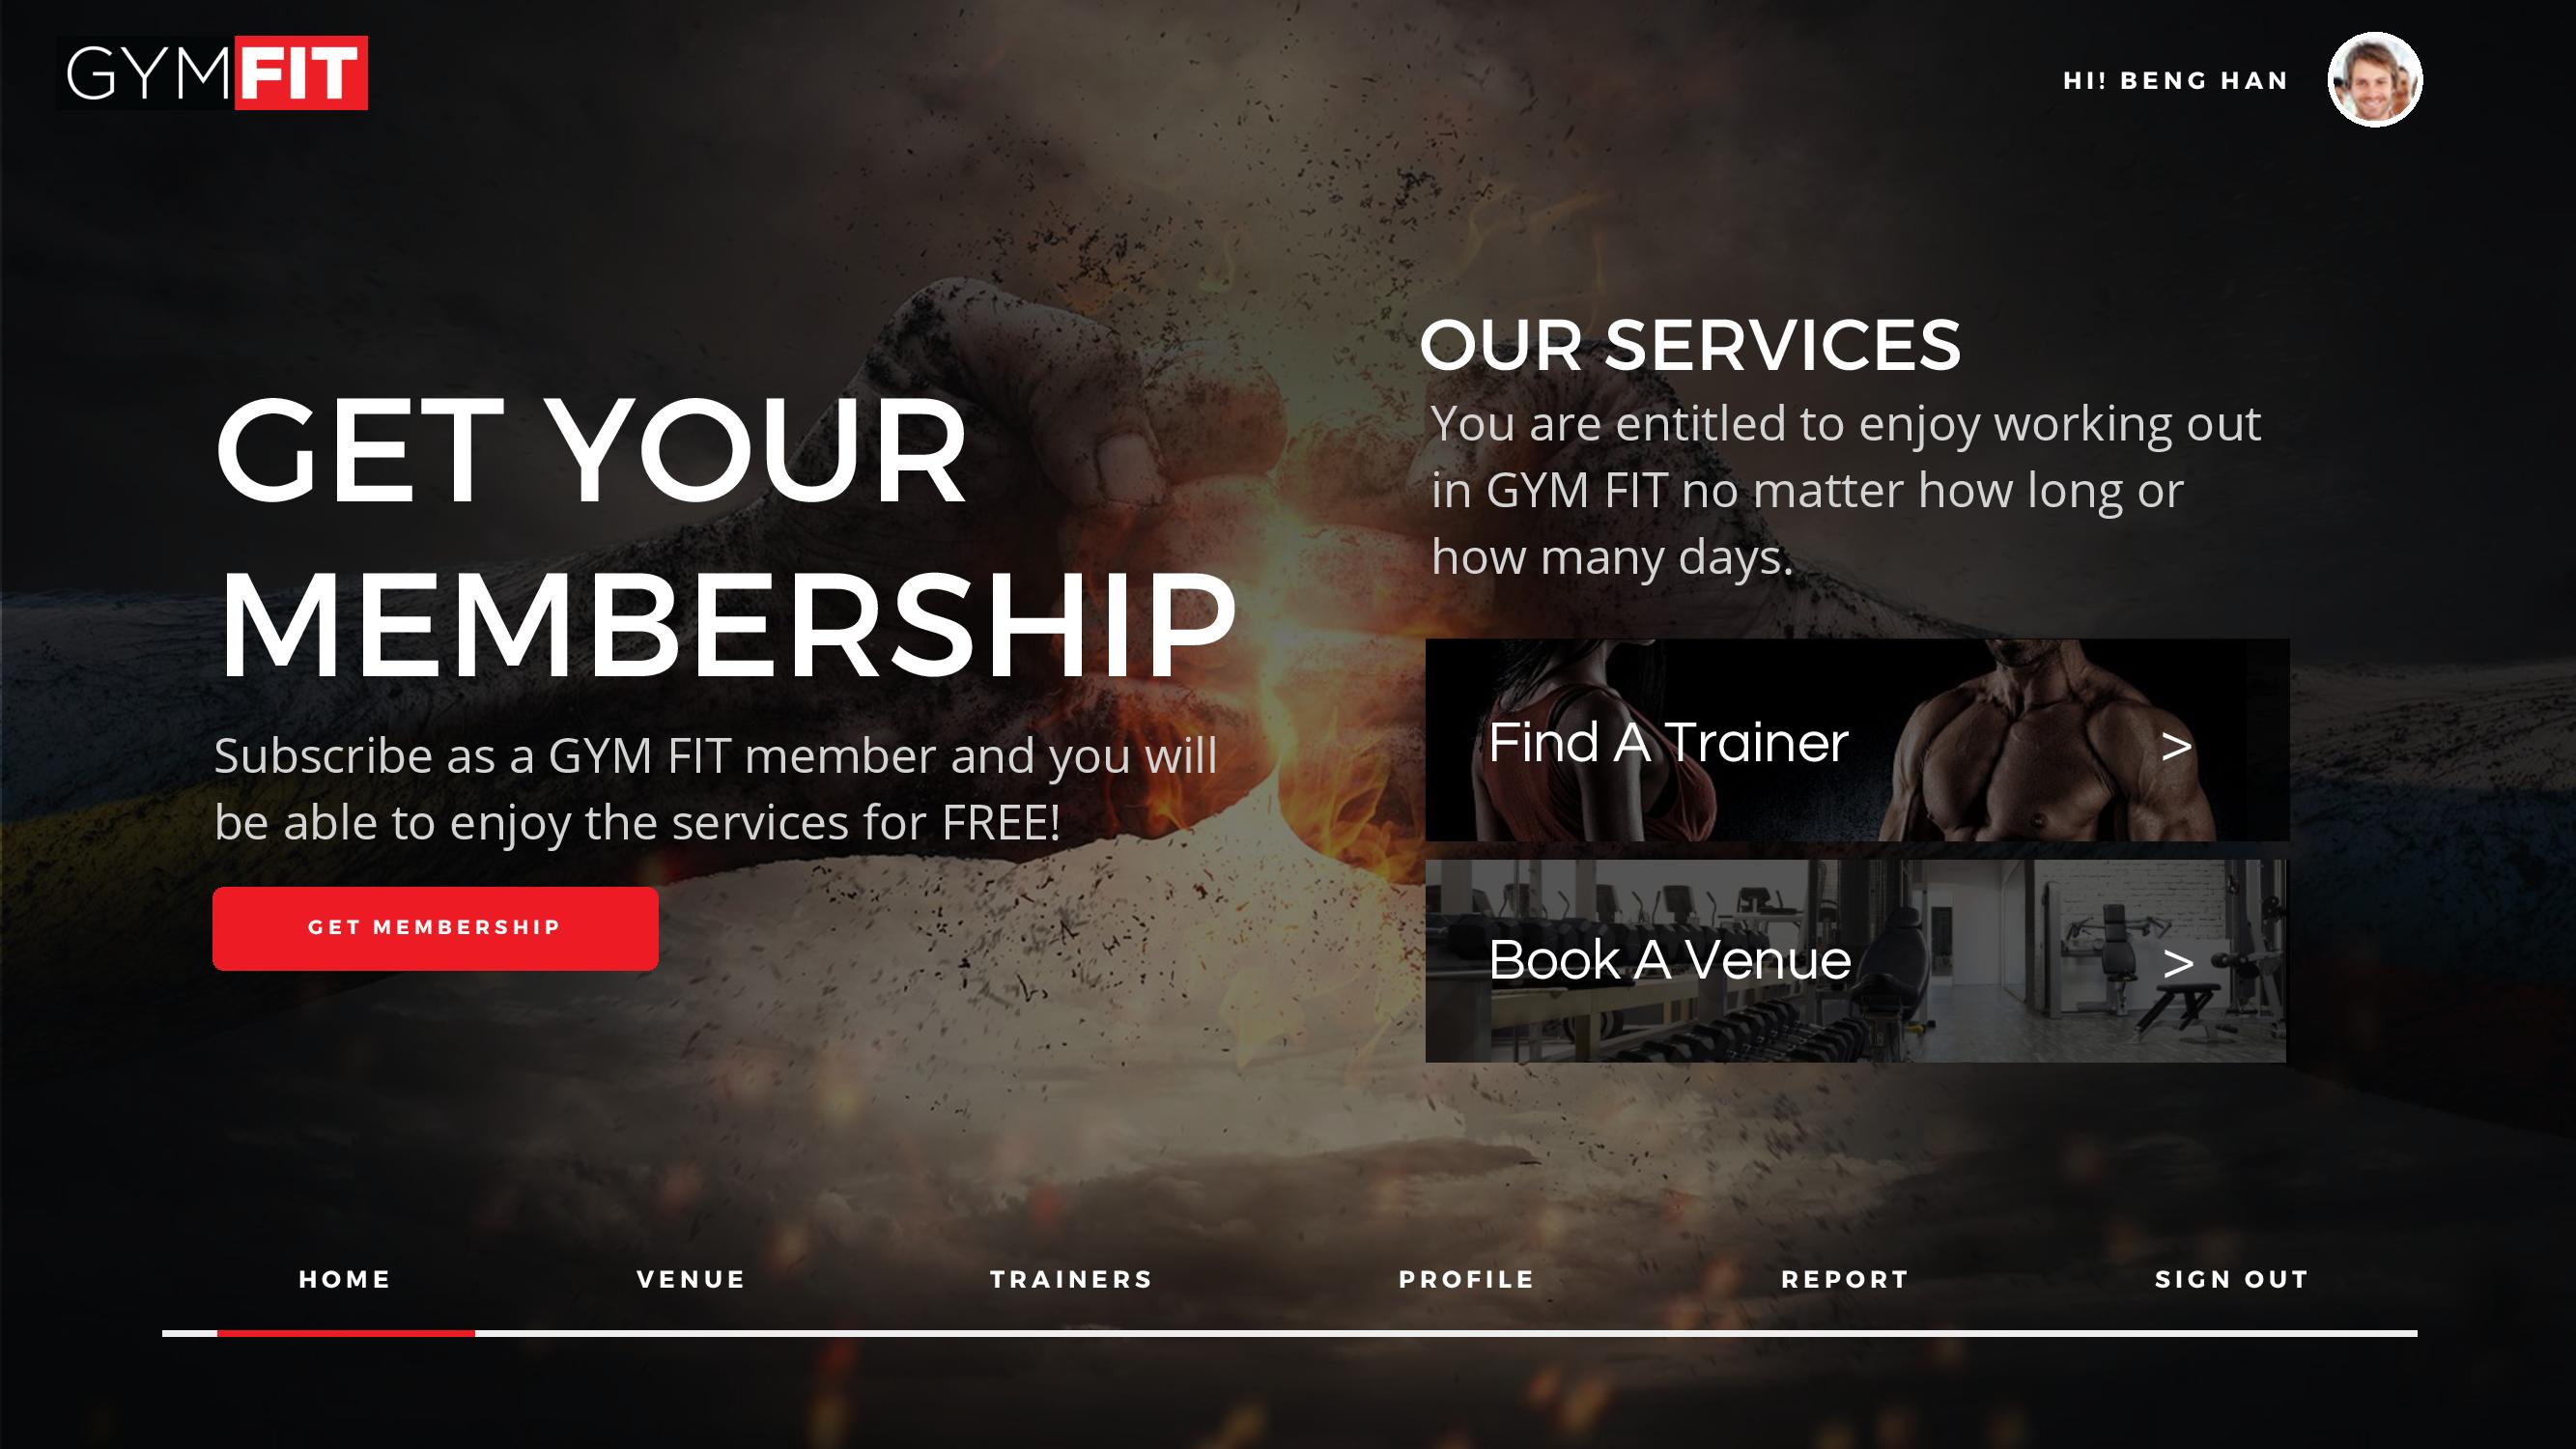 GYMFIT
HI! BENG HAN
GET YOUR
MEMBERSHIP
Subscribe as a GYM FIT member and you will
be able to enjoy the services for FREE!
GET MEMBERSHIP
OUR SERVICES
You are entitled to enjoy working out
in GYM FIT no matter how long or
how many days.
Find A Trainer >
Book A Venue >
HOME VENUE TRAINERS PROFILE REPORT SIGN OUT